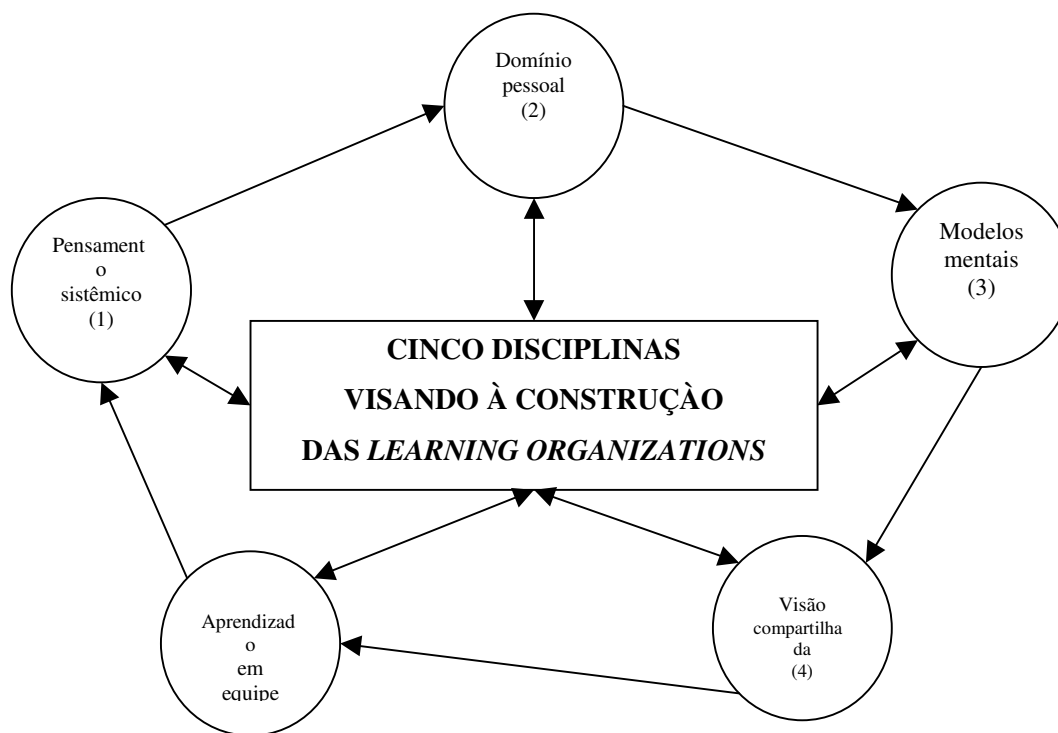 Domínio
pessoal
(2)
Pensament
o
sistêmico
(1)
Modelos
mentais
(3)
CINCO DISCIPLINAS
VISANDO À CONSTRUÇÀO
DAS LEARNING ORGANIZATIONS
Aprendizad
o
em
equipe
Visão
compartilha
da
(4)